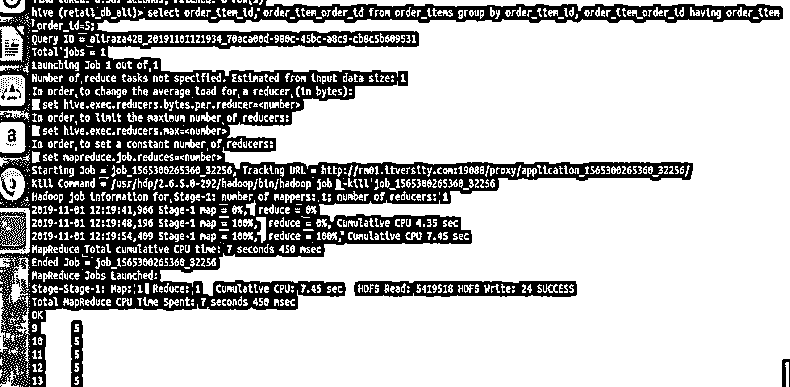 hive (retail_db_ali)> select order_item_id, order_item_order_id from order_items group by order_item_id, order_item_order_id having order_item
_order_id=5;
Query ID =
Total jobs = 1
Launching Job 1 out of 1
Number of reduce tasks not specified. Estimated from input data size: 1
In order to change the average load for a reducer (in bytes):
set hive.exec.reducers.bytes.per.reducer=<number>
In order to limit the maximum number of reducers:
set hive.exec.reducers.max=<number>
In order to set a constant number of reducers:
set mapreduce.job.reduces=<number>
Starting Job = job_1565300265360_32256, Tracking URL = http://rm01.itversity.com:19088/proxy/application_1565300265360_32256/
Kill Command = /usr/hdp/2.6.5.0-292/hadoop/bin/hadoop job -kill job_1565300265360_32256
Hadoop job information for Stage-1: number of mappers: 1; number of reducers: 1
2019-11-01 12:19:41,966 Stage-1 map = 0%, reduce = 0%
2019-11-01 12:19:48,196 Stage-1 map = 100%, reduce = 0%, Cumulative CPU 4.35 sec
2019-11-01 12:19:54,409 Stage-1 map = 100%, reduce = 100%, Cumulative CPU 7.45 sec
MapReduce Total cumulative CPU time: 7 seconds 450 msec
Ended Job = job_1565300265360_32256
MapReduce Jobs Launched:
Stage-Stage-1: Map: 1 Reduce: 1 Cumulative CPU: 7.45 sec HDFS Read: 5419518 HDFS Write: 24 SUCCESS
Total MapReduce CPU Time Spent: 7 seconds 450 msec
OK
9 5
10 5
11 5
12 5
13 5